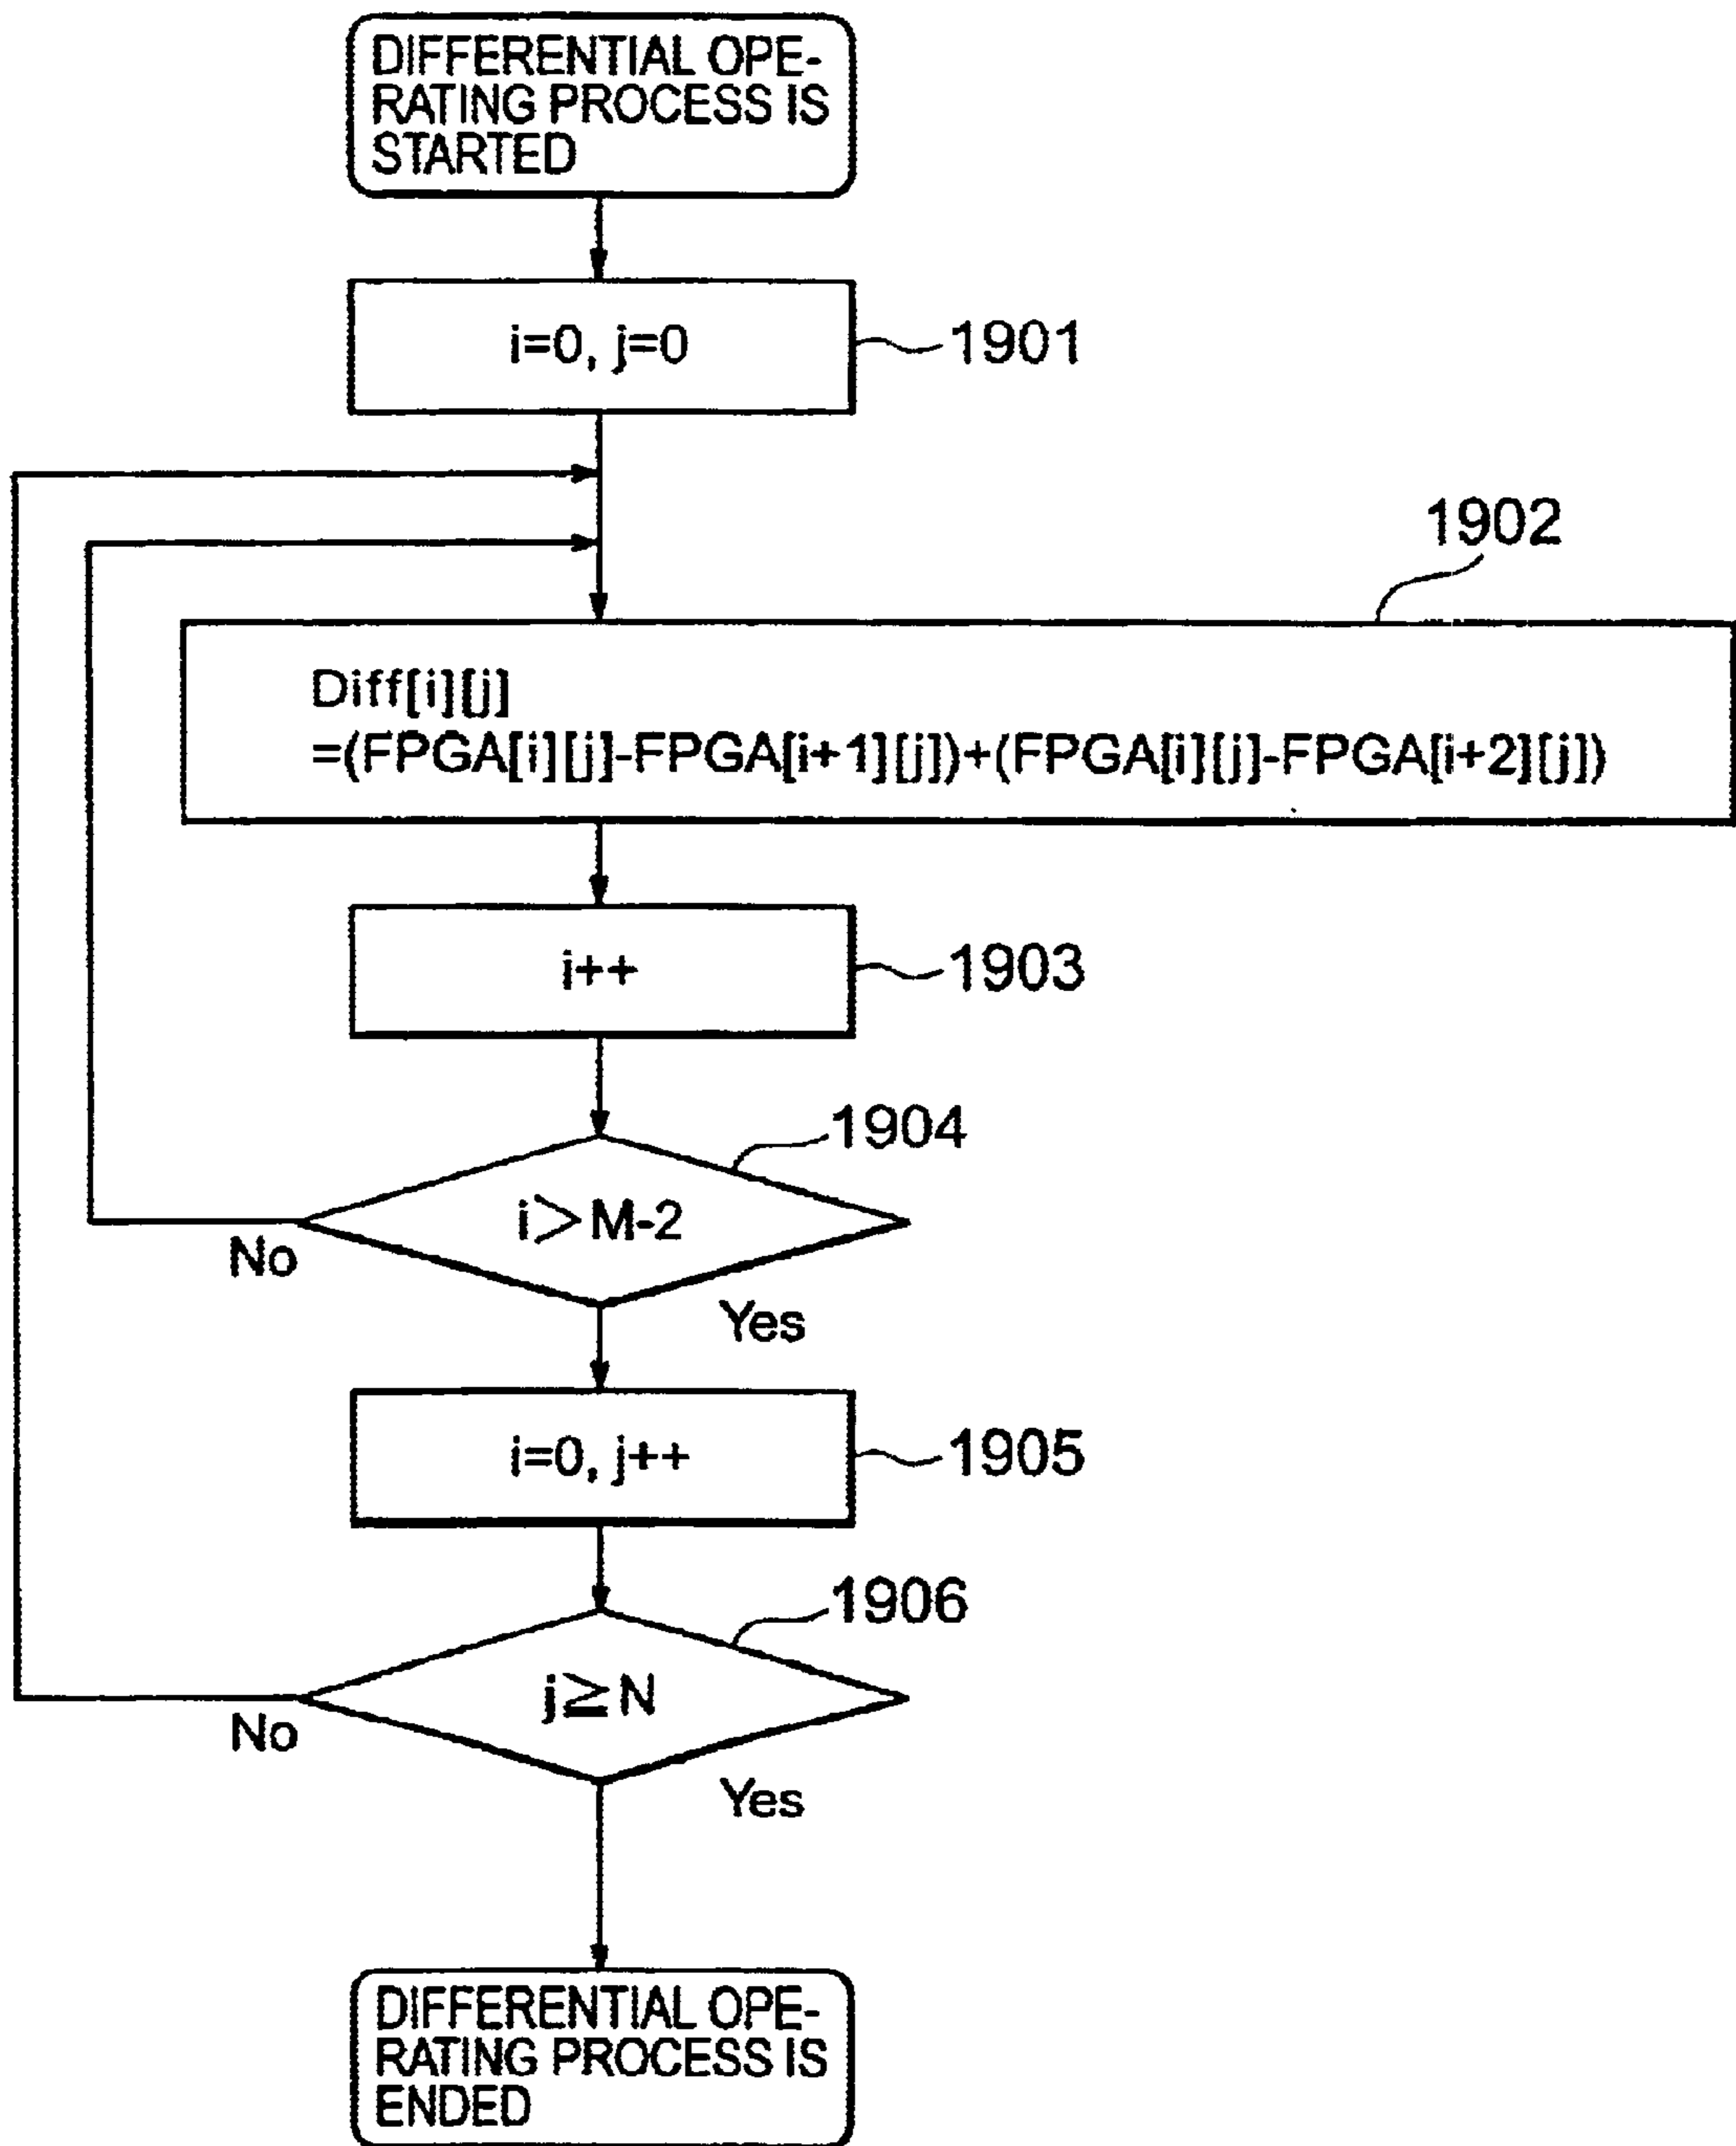 DIFFERENTIAL OPE-
RATING PROCESS IS
STARTED
i=0, j=0
1901
1902
Diff[i][j]
=(FPGA[i][j]-FPGA[i+1][j])+(FPGA[i][j]-FPGA[i+2][j])
i++
1903
1904
i>M-2
No
Yes
i=0, j++
1905
1906
j≧N
No
Yes
DIFFERENTIAL OPE-
RATING PROCESS IS
ENDED